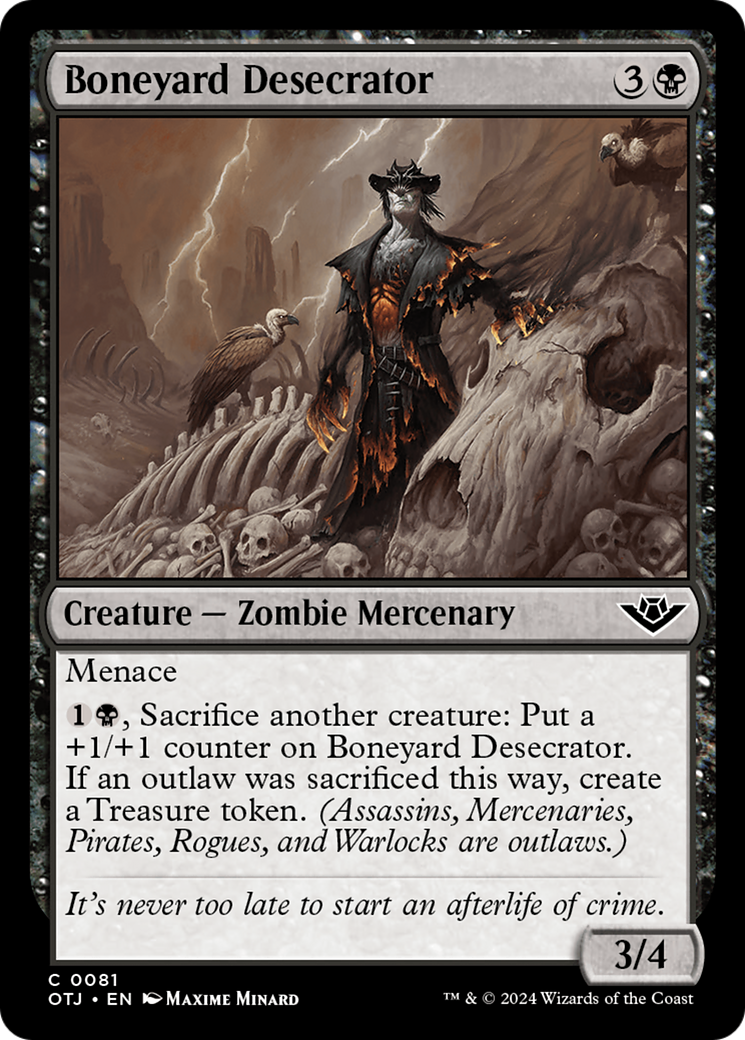 Boneyard Desecrator 3
Creature — Zombie Mercenary
Menace
1, Sacrifice another creature: Put a
+1/+1 counter on Boneyard Desecrator.
If an outlaw was sacrificed this way, create
a Treasure token. (Assassins, Mercenaries,
Pirates, Rogues, and Warlocks are outlaws.)
It's never too late to start an afterlife of crime.
3/4
C 0081
OTJ • EN Maxime Minard
™ & © 2024 Wizards of the Coast